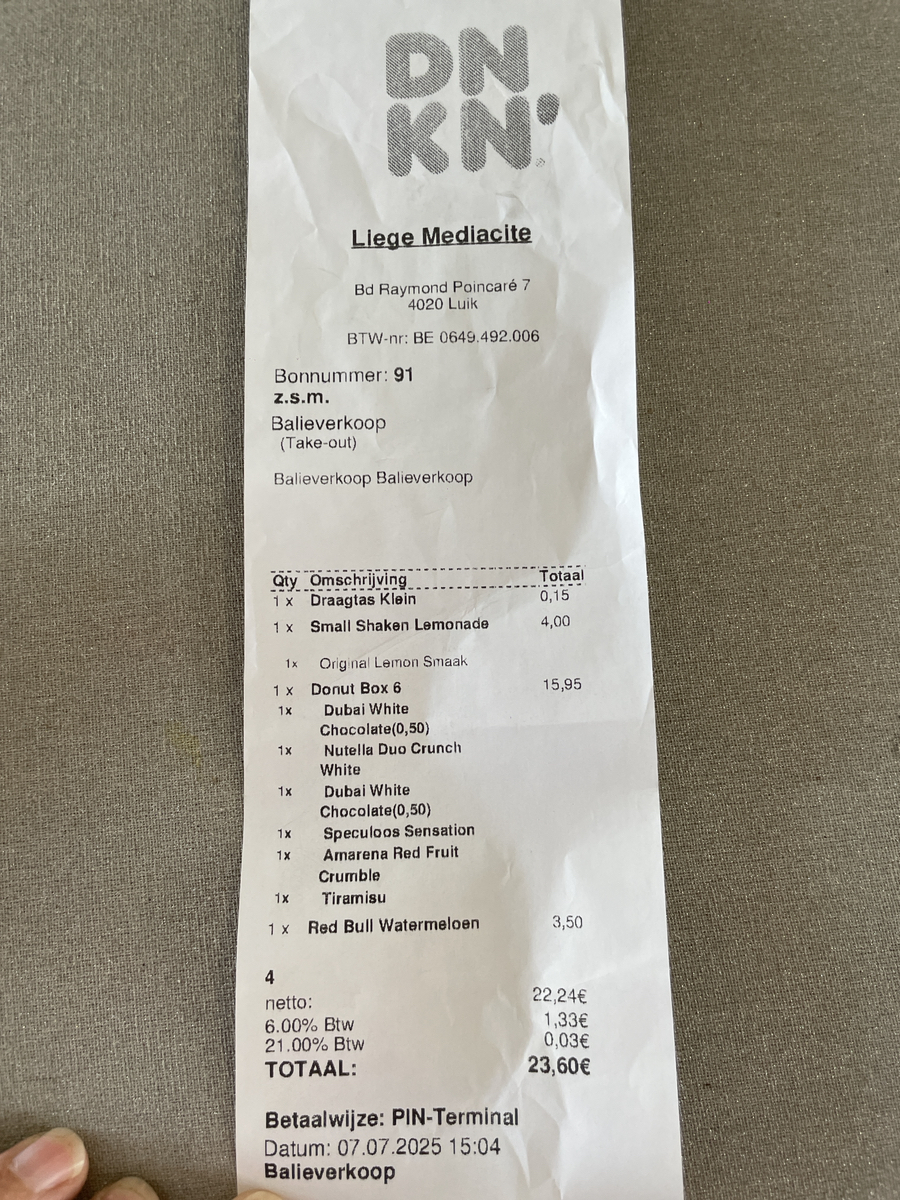 DN
KN'
®
Liege Mediacite
Bd Raymond Poincaré 7
4020 Luik
BTW-nr: BE 0649.492.006
Bonnummer: 91
z.s.m.
Balieverkoop
(Take-out)
Balieverkoop Balieverkoop
Qty Omschrijving Totaal
1 x Draagtas Klein 0,15
1 x Small Shaken Lemonade 4,00
1x Original Lemon Smaak
1 x Donut Box 6 15,95
1x Dubai White
Chocolate(0,50)
1x Nutella Duo Crunch
White
1x Dubai White
Chocolate(0,50)
1x Speculoos Sensation
1x Amarena Red Fruit
Crumble
1x Tiramisu
1 x Red Bull Watermeloen 3,50
4
netto: 22,24€
6.00% Btw 1,33€
21.00% Btw 0,03€
TOTAAL: 23,60€
Betaalwijze: PIN-Terminal
Datum: 07.07.2025 15:04
Balieverkoop